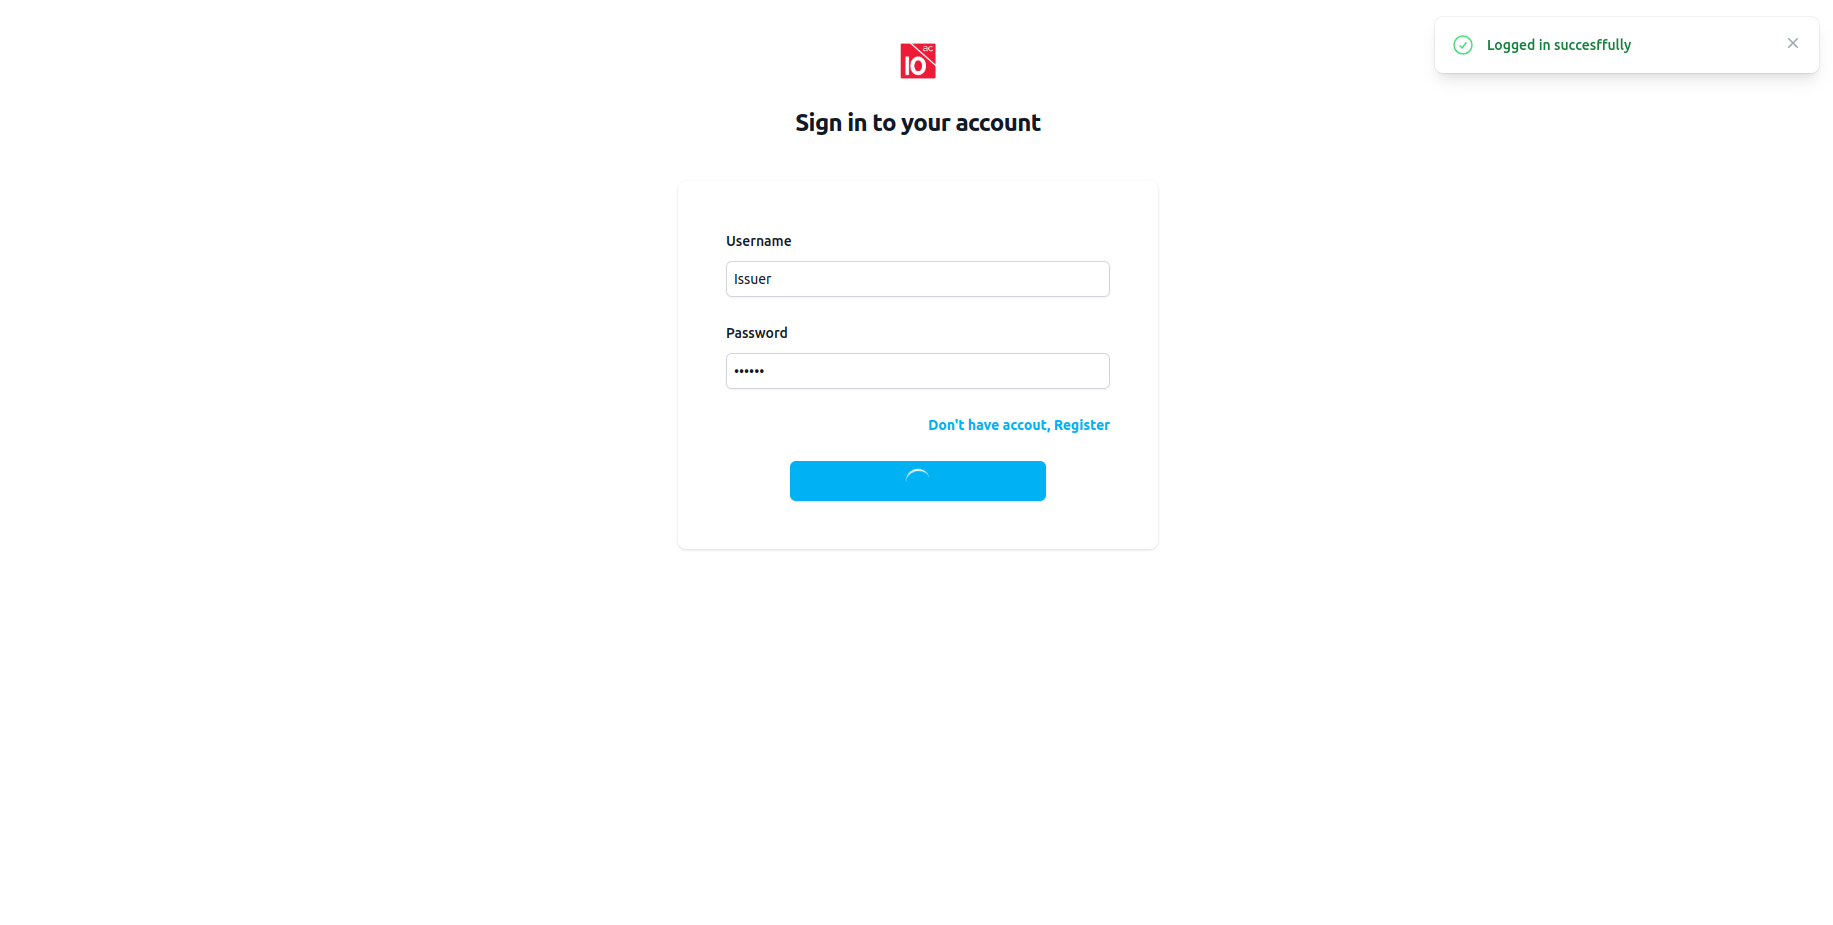 ac
IO
Logged in succesffully
Sign in to your account
Username
Issuer
Password
••••••
Don't have accout, Register